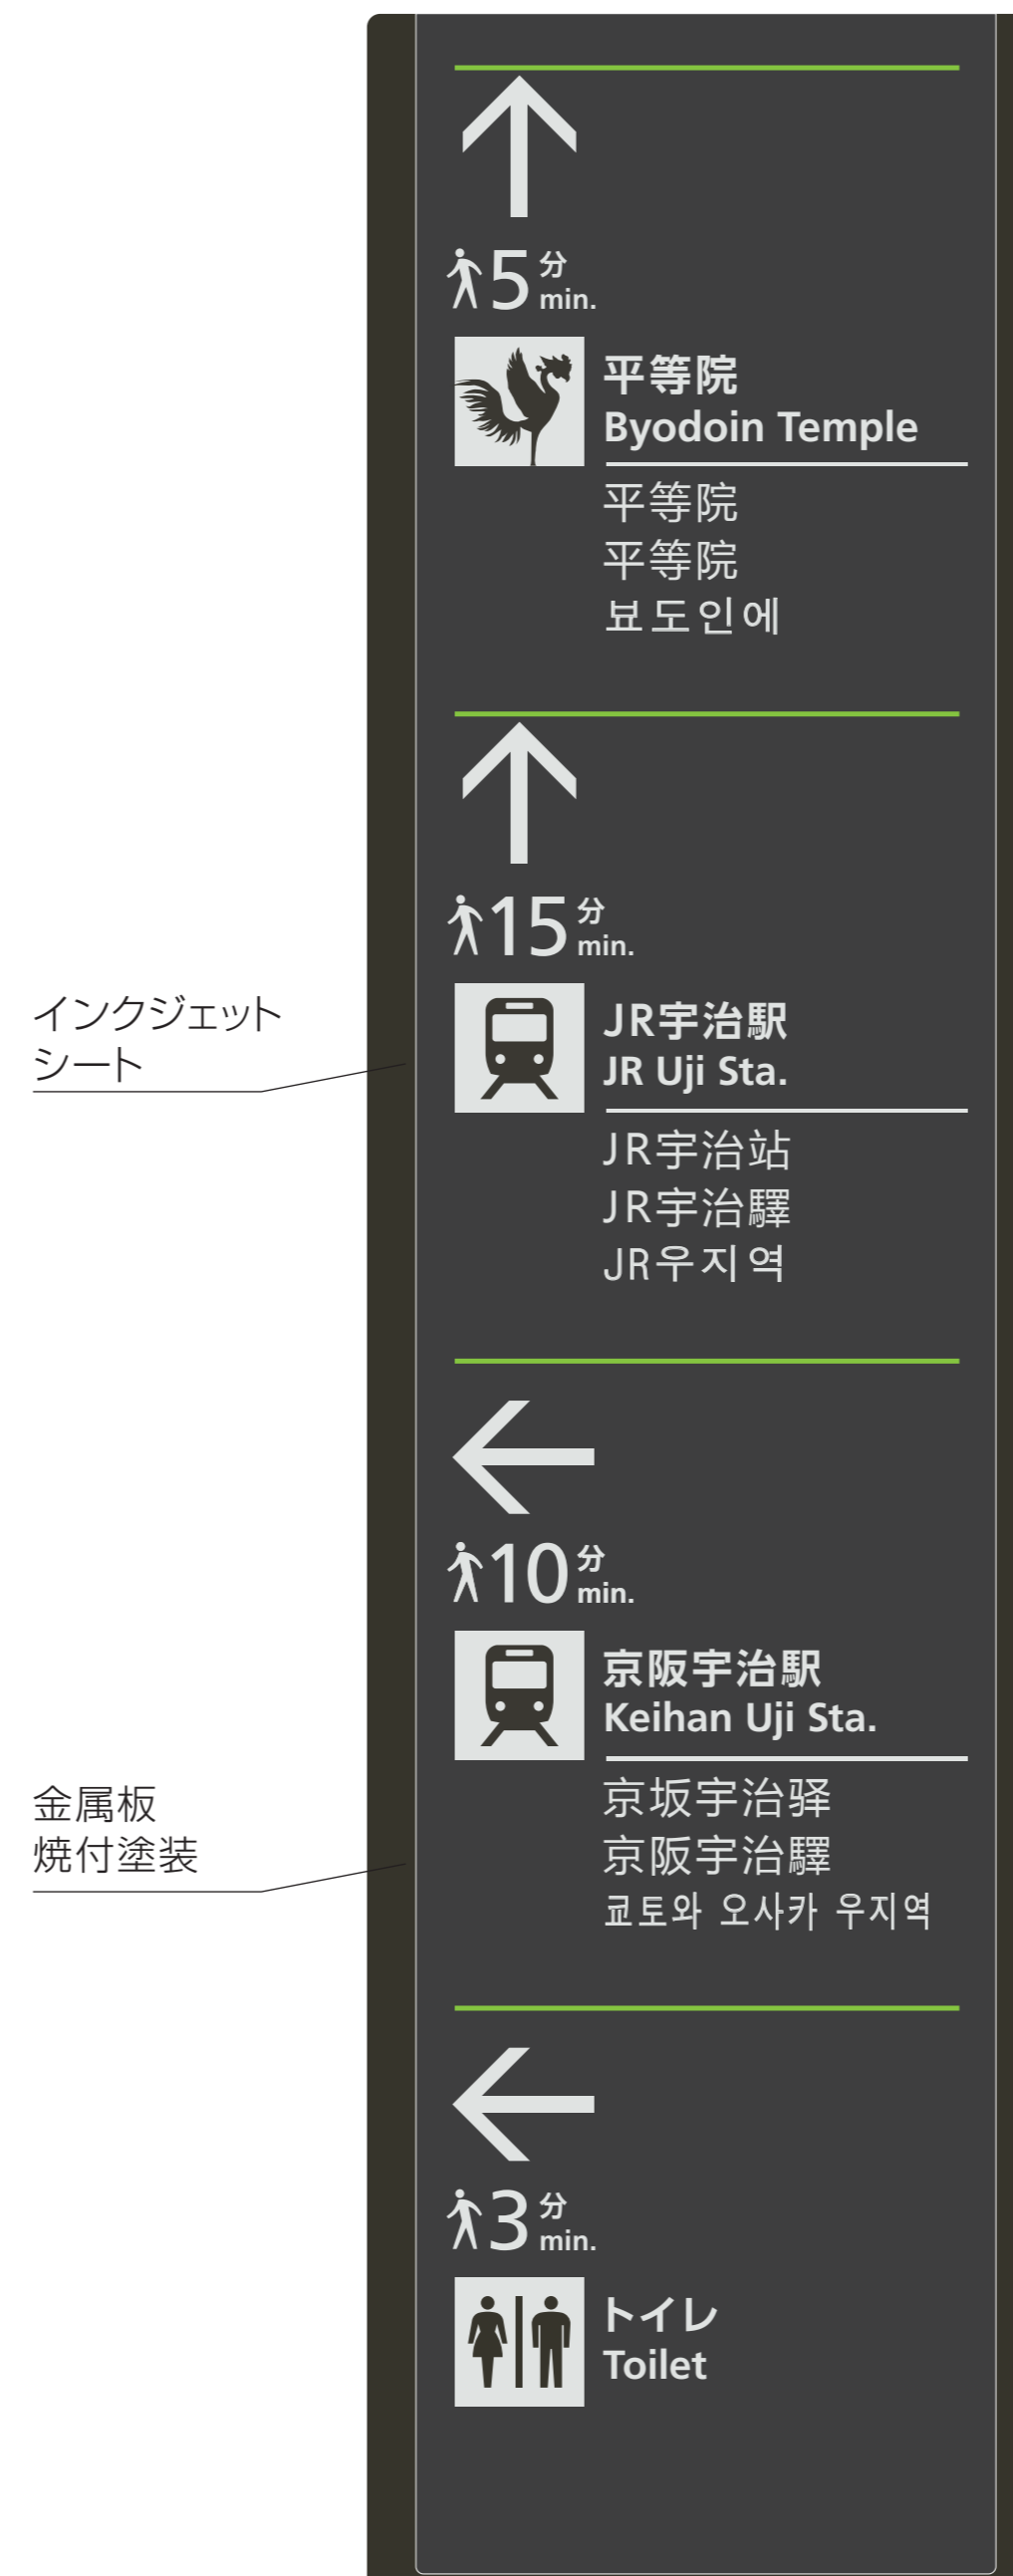 5分
min.
平等院
Byodoin Temple
平等院
平等院
뵤도인에
15分
min.
インクジェット
シート
JR宇治駅
JR Uji Sta.
JR宇治站
JR宇治驛
JR우지역
10分
min.
京阪宇治駅
Keihan Uji Sta.
京坂宇治驿
京阪宇治驛
쿄토와 오사카 우지역
金属板
焼付塗装
3分
min.
トイレ
Toilet